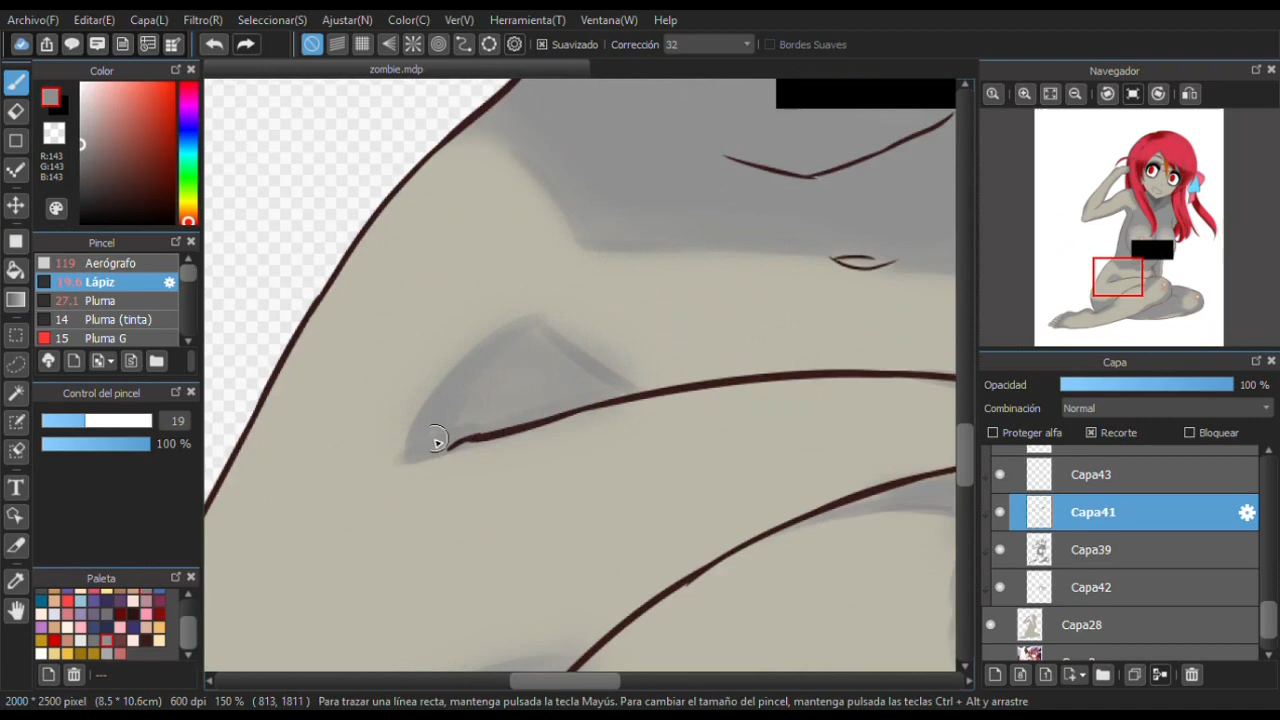 Archivo(F) Editar(E) Capa(L) Filtro(R) Seleccionar(S) Ajustar(N) Color(C) Ver(V) Herramienta(T) Ventana(W) Help
Suavizado Corrección 32 Bordes Suaves
Color
zombie.mdp
Navegador
R:143
G:143
B:143
Pincel
119 Aerógrafo
19.6 Lápiz
27.1 Pluma
14 Pluma (tinta)
15 Pluma G
Capa
Opacidad 100 %
Combinación Normal
Proteger alfa Recorte Bloquear
Control del pincel
19
100 %
Capa43
Capa41
Capa39
Capa42
Capa28
Paleta
---
2000 * 2500 pixel (8.5 * 10.6cm) 600 dpi 150 % ( 813, 1811 ) Para trazar una línea recta, mantenga pulsada la tecla Mayús. Para cambiar el tamaño del pincel, mantenga pulsadas las teclas Ctrl + Alt y arrastre